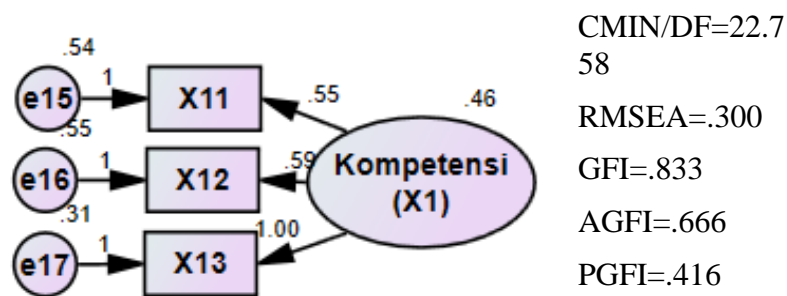 .54
e15
1
X11
.55
.46
.55
e16
1
X12
.59
Kompetensi
(X1)
.31
e17
1
X13
1.00
CMIN/DF=22.7
58
RMSEA=.300
GFI=.833
AGFI=.666
PGFI=.416